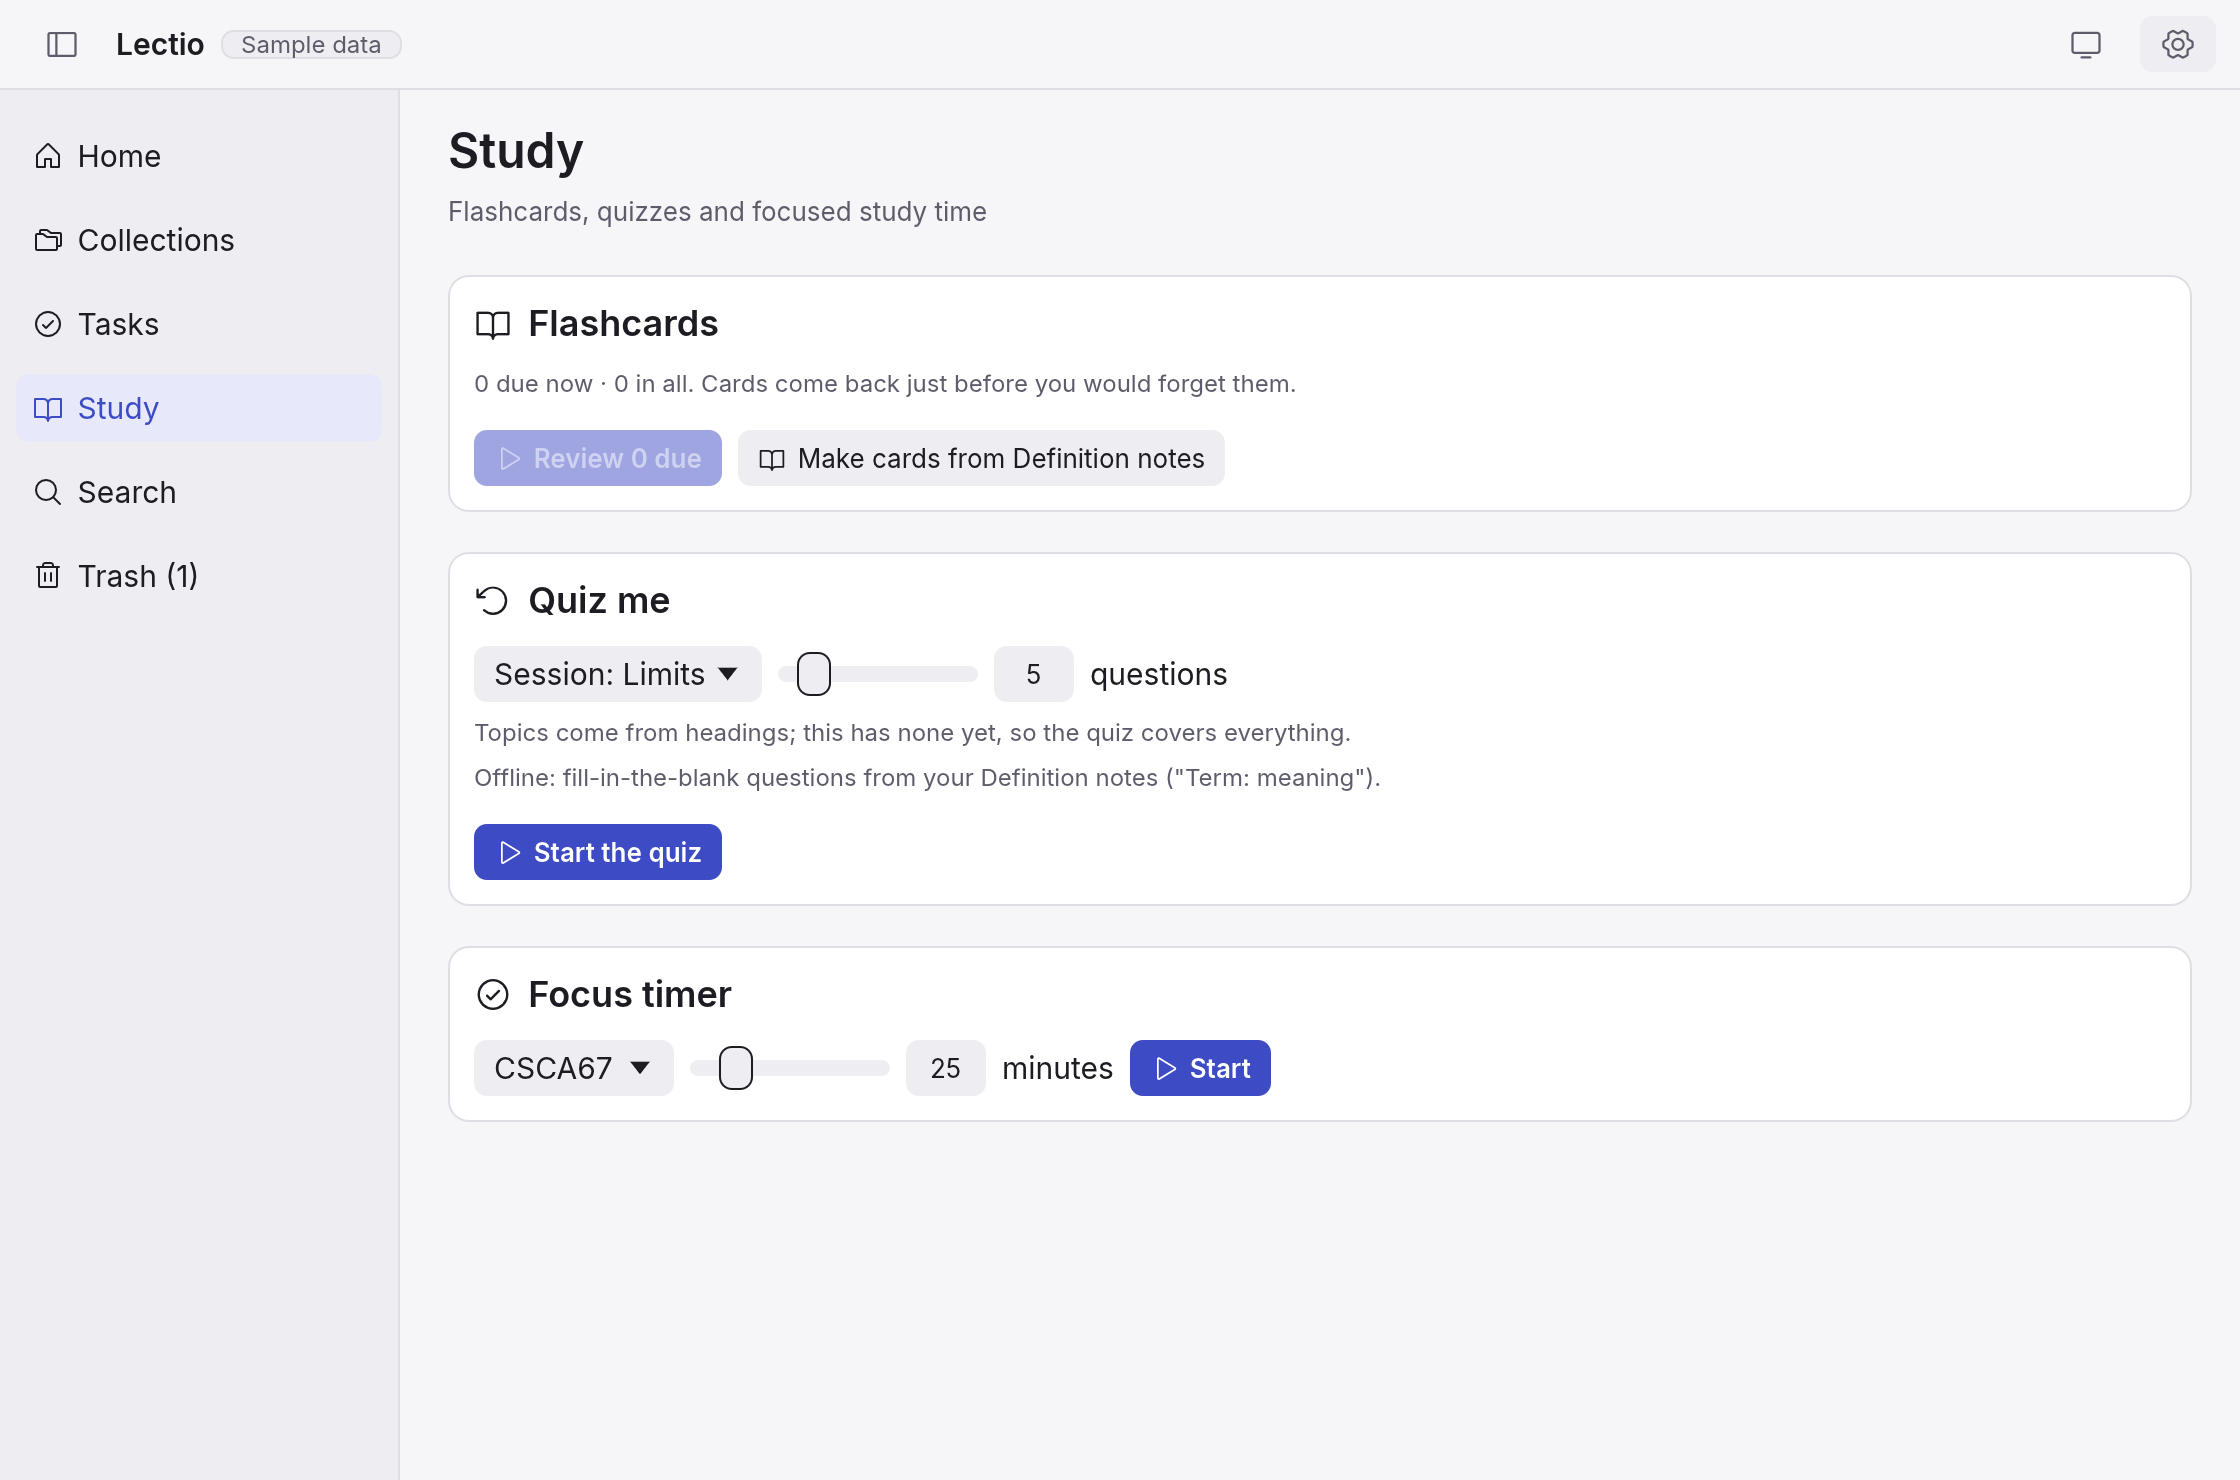 Lectio Sample data
Home
Collections
Tasks
Study
Search
Trash (1)
Study
Flashcards, quizzes and focused study time
Flashcards
0 due now · 0 in all. Cards come back just before you would forget them.
Review 0 due Make cards from Definition notes
Quiz me
Session: Limits 5 questions
Topics come from headings; this has none yet, so the quiz covers everything.
Offline: fill-in-the-blank questions from your Definition notes ("Term: meaning").
Start the quiz
Focus timer
CSCA67 25 minutes Start